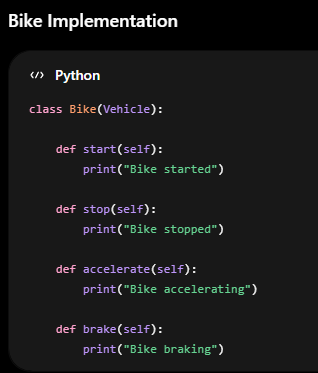 Bike Implementation
</> Python
class Bike(Vehicle):
    def start(self):
        print("Bike started")
    def stop(self):
        print("Bike stopped")
    def accelerate(self):
        print("Bike accelerating")
    def brake(self):
        print("Bike braking")